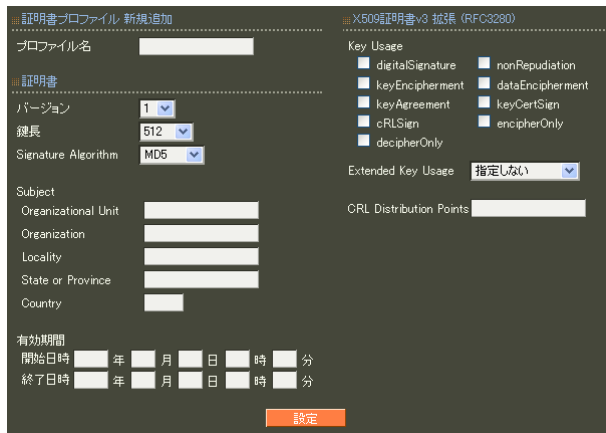 証明書プロファイル 新規追加
プロファイル名
証明書
バージョン 1
鍵長 512
Signature Algorithm MD5
Subject
Organizational Unit
Organization
Locality
State or Province
Country
有効期間
開始日時 年 月 日 時 分
終了日時 年 月 日 時 分
X.509証明書v3 拡張 (RFC3280)
Key Usage
digitalSignature nonRepudiation
keyEncipherment dataEncipherment
keyAgreement keyCertSign
cRLSign encipherOnly
decipherOnly
Extended Key Usage 指定しない
CRL Distribution Points
設定